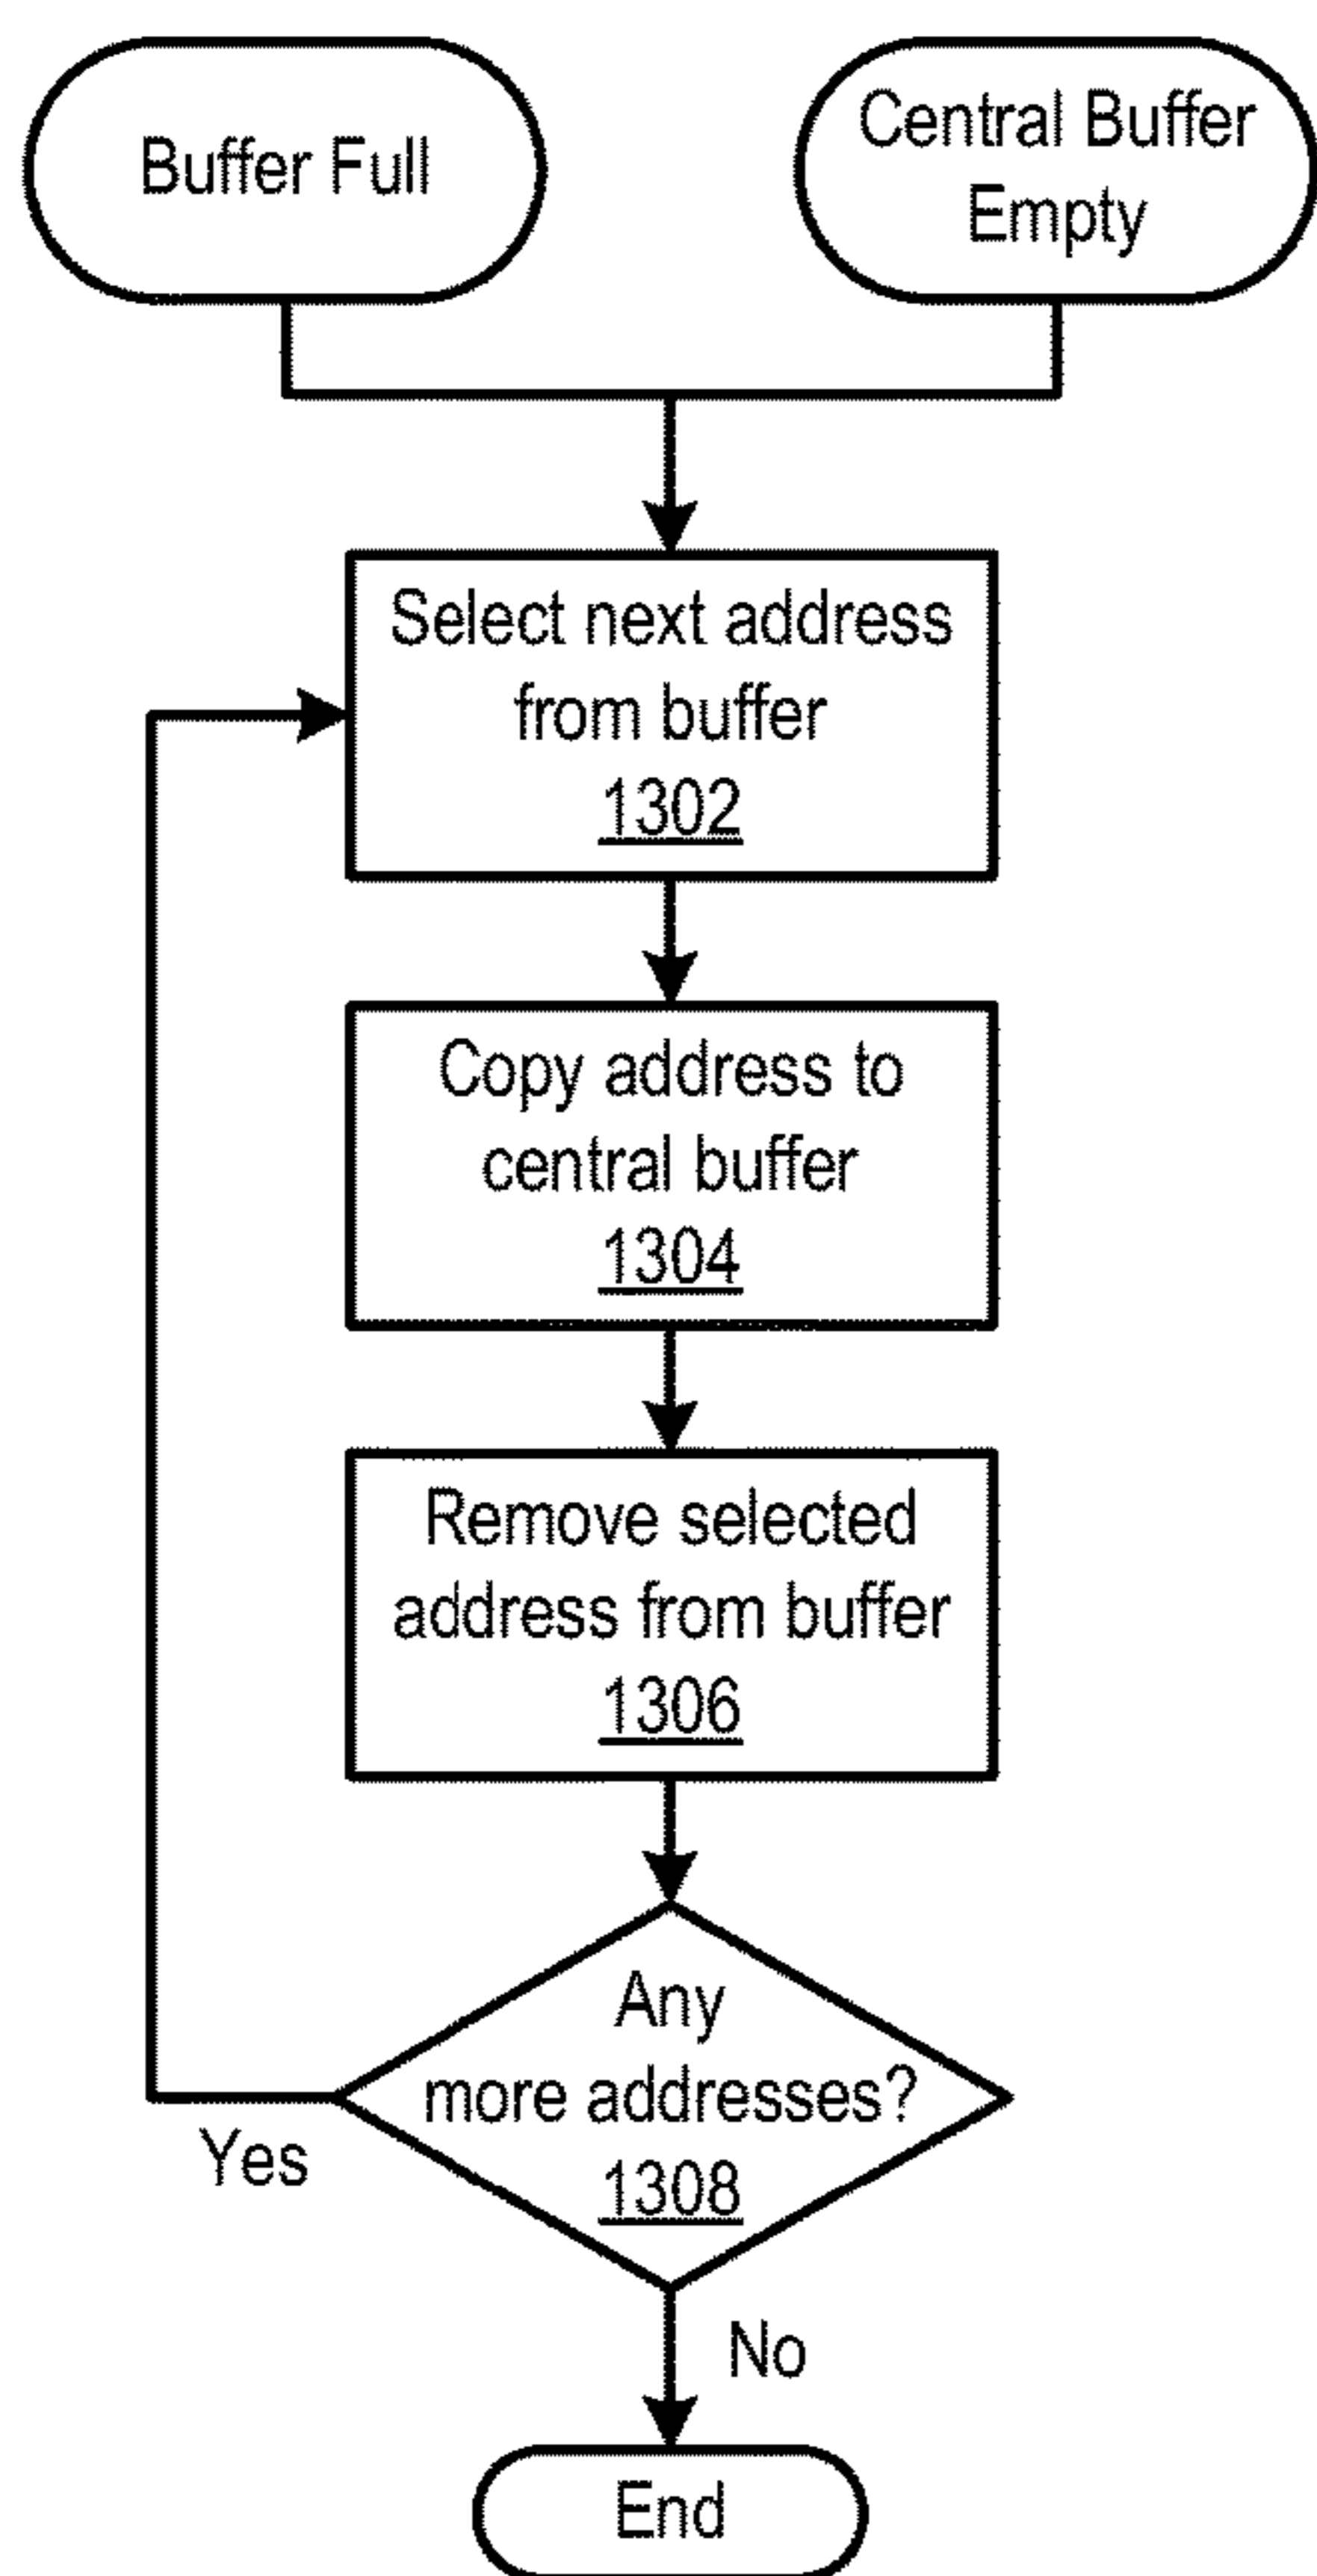 Buffer Full
Central Buffer
Empty
Select next address
from buffer
1302
Copy address to
central buffer
1304
Remove selected
address from buffer
1306
Any
more addresses?
1308
Yes
No
End